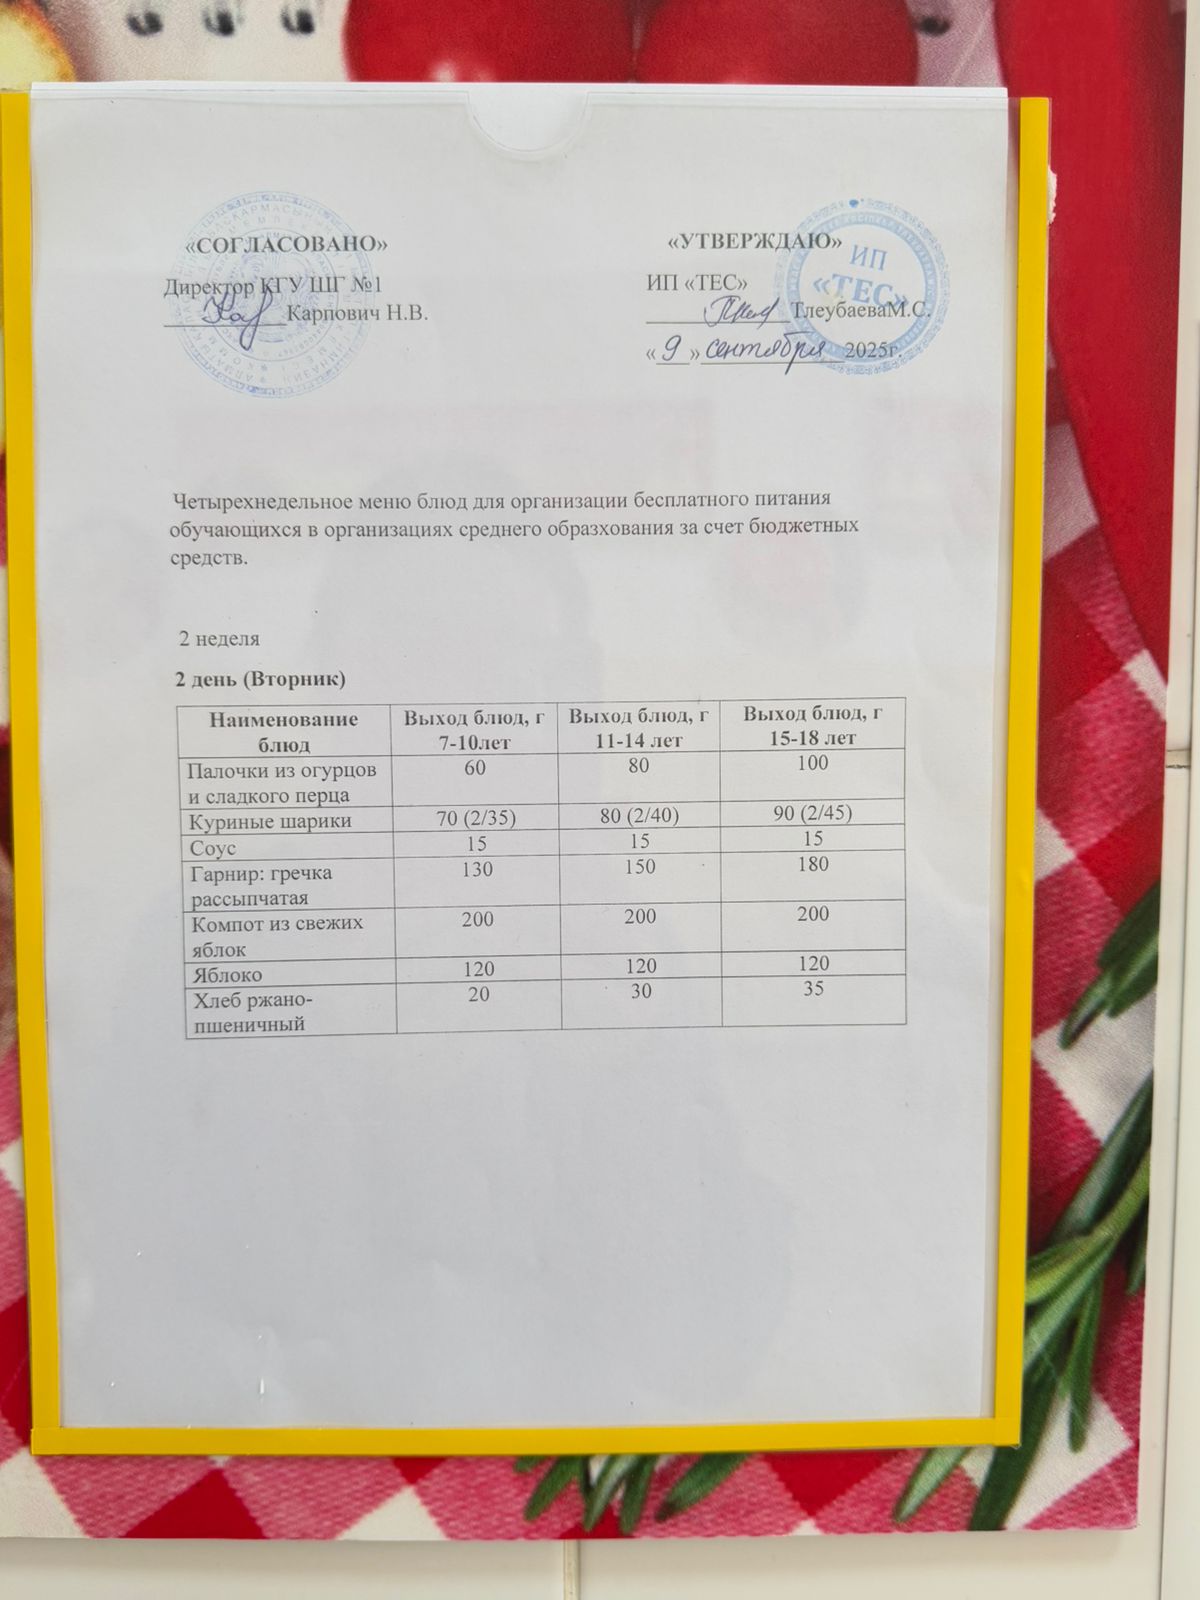 «СОГЛАСОВАНО»
Директор КГУ ШГ №1
Карпович Н.В.
«УТВЕРЖДАЮ»
ИП «ТЕС»
ТлеубаеваМ.С.
«9» сентября 2025г.
ИП
«ТЕС»
Четырехнедельное меню блюд для организации бесплатного питания
обучающихся в организациях среднего образхования за счет бюджетных
средств.
2 неделя
2 день (Вторник)
Наименование блюд Выход блюд, г 7-10лет Выход блюд, г 11-14 лет Выход блюд, г 15-18 лет
Палочки из огурцов и сладкого перца 60 80 100
Куриные шарики 70 (2/35) 80 (2/40) 90 (2/45)
Соус 15 15 15
Гарнир: гречка рассыпчатая 130 150 180
Компот из свежих яблок 200 200 200
Яблоко 120 120 120
Хлеб ржано-пшеничный 20 30 35